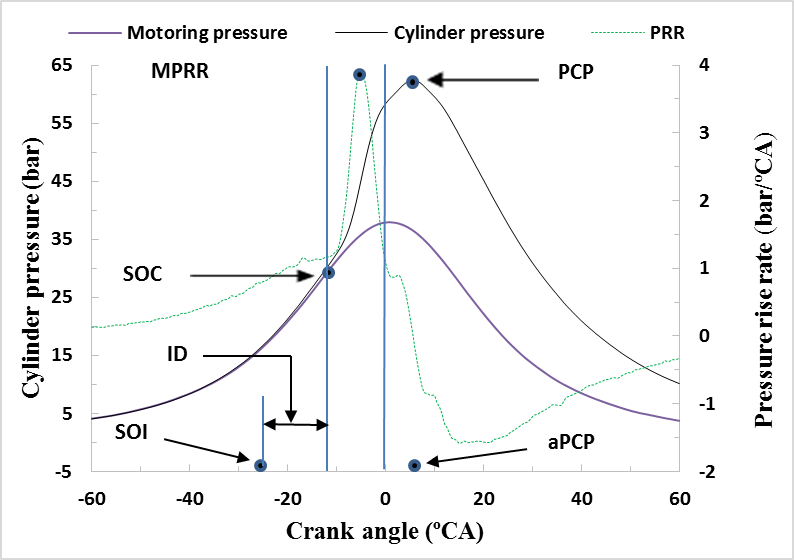 Motoring pressure Cylinder pressure PRR
65 MPRR PCP 4
55 3
45 2
35
SOC 1
25
ID 0
15
-1
5
SOI aPCP
-5 -2
-60 -40 -20 0 20 40 60
Crank angle (ºCA)
Cylinder prressure (bar)
Pressure rise rate (bar/ºCA)